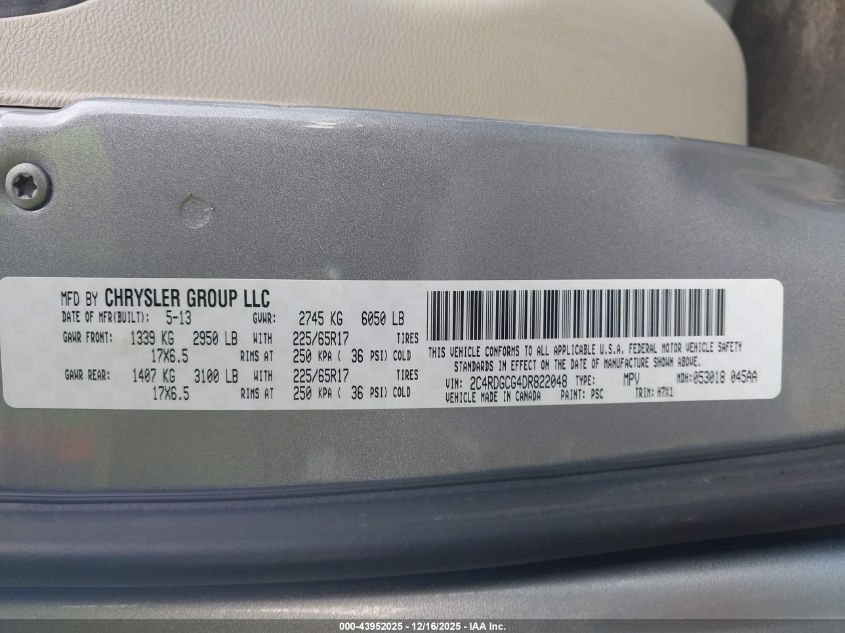 MFD BY CHRYSLER GROUP LLC
DATE OF MFR(BUILT): 5-13 GVWR: 2745 KG 6050 LB
GAWR FRONT: 1339 KG 2950 LB WITH 225/65R17 TIRES
17X6.5 RIMS AT 250 KPA ( 36 PSI) COLD
GAWR REAR: 1407 KG 3100 LB WITH 225/65R17 TIRES
17X6.5 RIMS AT 250 KPA ( 36 PSI) COLD
THIS VEHICLE CONFORMS TO ALL APPLICABLE U.S.A. FEDERAL MOTOR VEHICLE SAFETY
STANDARDS IN EFFECT ON THE DATE OF MANUFACTURE SHOWN ABOVE.
VIN: 2C4RDGCG4DR822048 TYPE: MPV MDH: 053018 045AA
VEHICLE MADE IN CANADA PAINT: PSC TRIM: H7X1
000-43952025 - 12/16/2025 - IAA Inc.